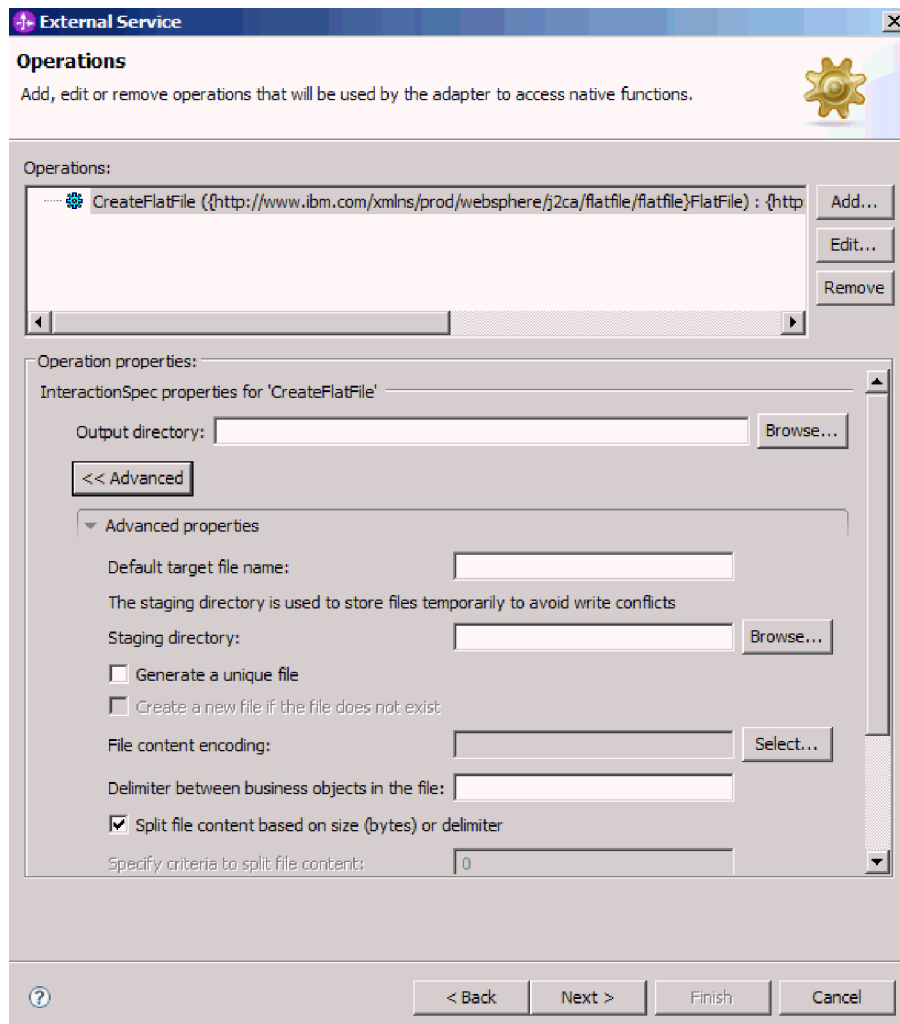 External Service
Operations
Add, edit or remove operations that will be used by the adapter to access native functions.
Operations:
CreateFlatFile ({http://www.ibm.com/xmlns/prod/websphere/j2ca/flatfile/flatfile}FlatFile) : {http:
Add...
Edit...
Remove
Operation properties:
InteractionSpec properties for 'CreateFlatFile'
Output directory:
Browse...
<< Advanced
Advanced properties
Default target file name:
The staging directory is used to store files temporarily to avoid write conflicts
Staging directory:
Browse...
Generate a unique file
Create a new file if the file does not exist
File content encoding:
Select...
Delimiter between business objects in the file:
Split file content based on size (bytes) or delimiter
Specify criteria to split file content:
0
?
< Back
Next >
Finish
Cancel